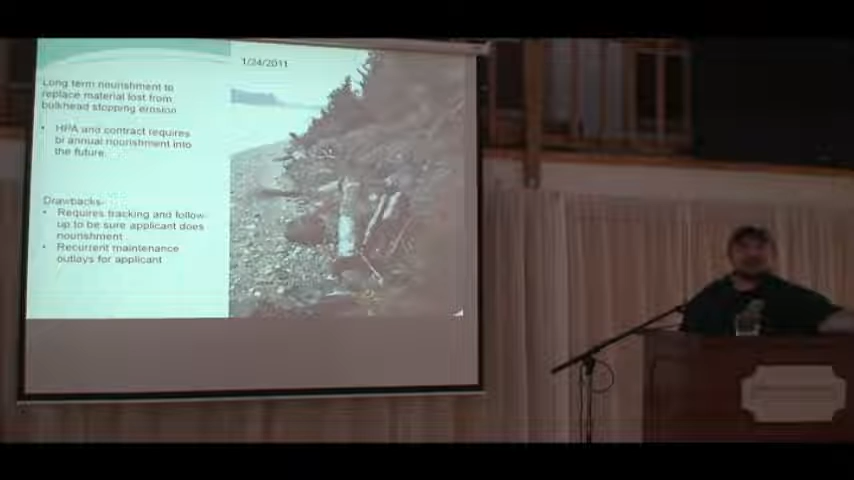 1/24/2011
Long term nourishment to
replace material lost from
bulkhead stopping erosion
• HPA and contract requires
bi annual nourishment into
the future.
Drawbacks-
• Requires tracking and follow-
up to be sure applicant does
nourishment
• Recurrent maintenance
outlays for applicant